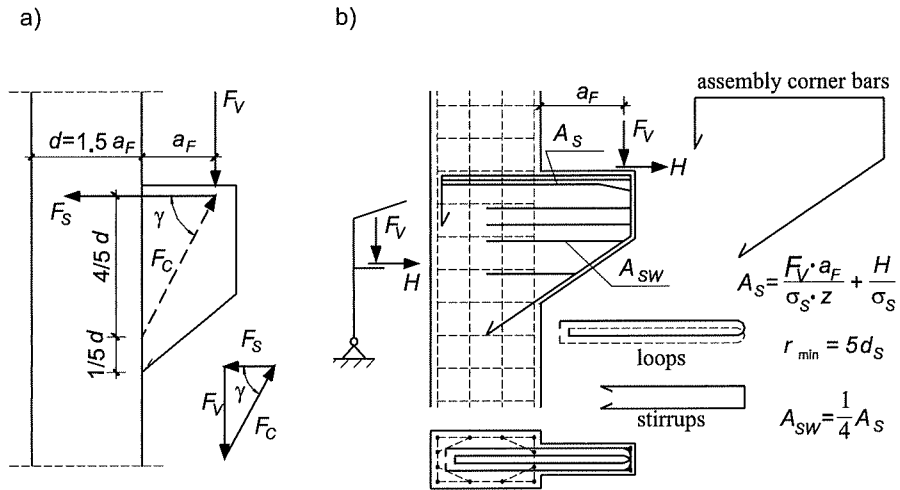 a)
b)
F_V
d=1.5 a_F
a_F
F_S
γ
4/5 d
F_C
1/5 d
F_S
γ
F_V
F_C
a_F
F_V
A_S
H
F_V
H
A_SW
loops
stirrups
assembly corner bars
A_S = F_V · a_F / σ_S · z + H / σ_S
r_min = 5d_S
A_SW = 1/4 A_S